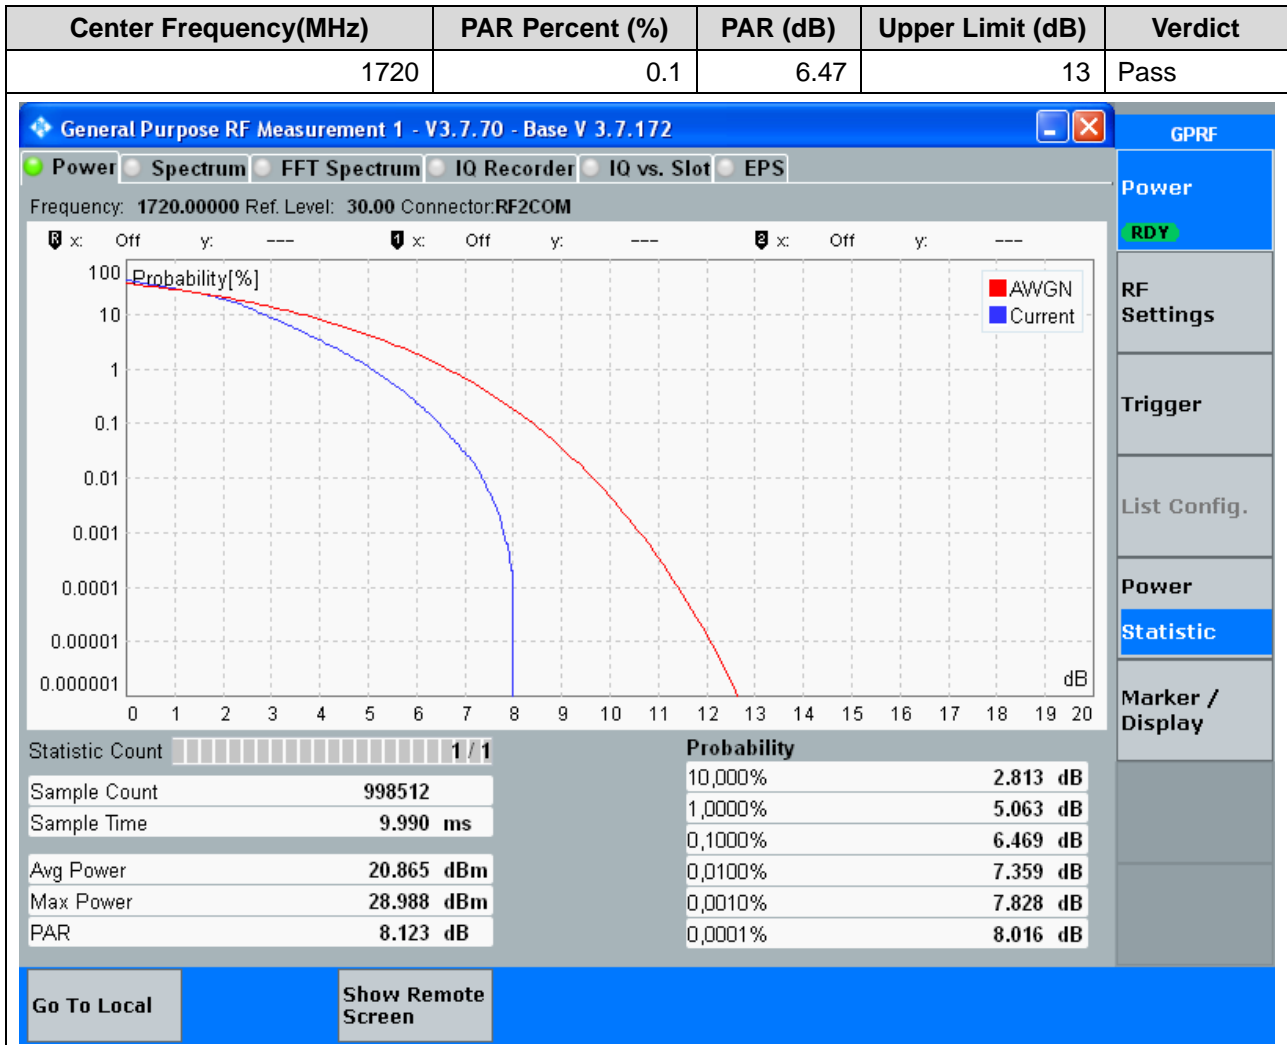 Center Frequency(MHz) PAR Percent (%) PAR (dB) Upper Limit (dB) Verdict
1720 0.1 6.47 13 Pass
General Purpose RF Measurement 1 - V3.7.70 - Base V 3.7.172
GPRF
Power Spectrum FFT Spectrum IQ Recorder IQ vs. Slot EPS
Frequency: 1720.00000 Ref. Level: 30.00 Connector:RF2COM
R x: Off y: --- 1 x: Off y: --- 2 x: Off y: ---
Probability[%]
AWGN
Current
100
10
1
0.1
0.01
0.001
0.0001
0.00001
0.000001
dB
0 1 2 3 4 5 6 7 8 9 10 11 12 13 14 15 16 17 18 19 20
Statistic Count 1 / 1
Sample Count 998512
Sample Time 9.990 ms
Avg Power 20.865 dBm
Max Power 28.988 dBm
PAR 8.123 dB
Probability
10,000% 2.813 dB
1,0000% 5.063 dB
0,1000% 6.469 dB
0,0100% 7.359 dB
0,0010% 7.828 dB
0,0001% 8.016 dB
Power
RDY
RF
Settings
Trigger
List Config.
Power
Statistic
Marker /
Display
Go To Local
Show Remote
Screen